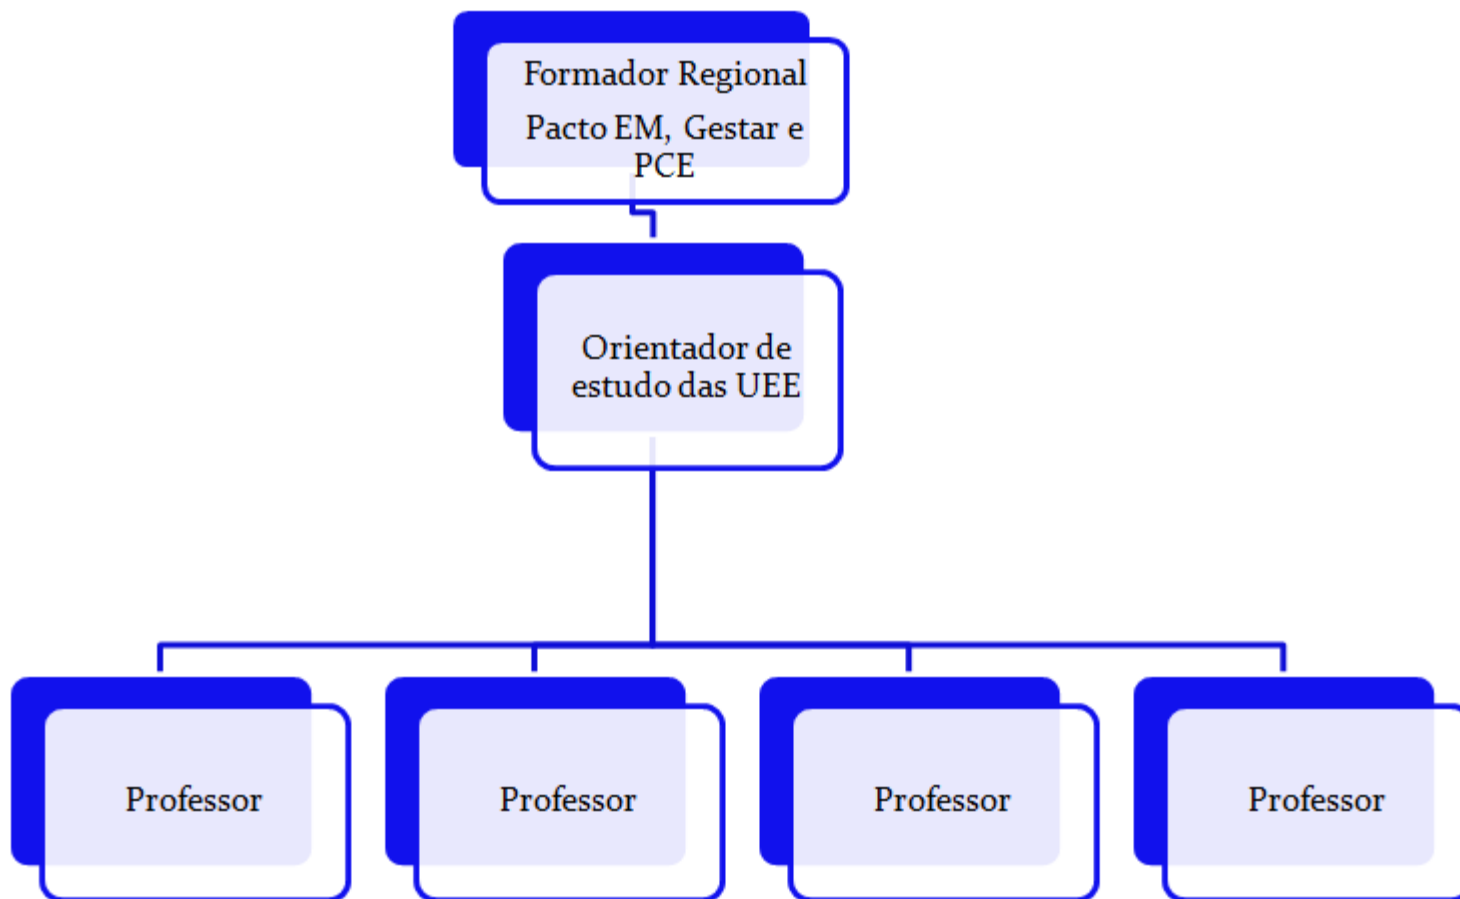 Formador Regional
Pacto EM, Gestar e
PCE
Orientador de
estudo das UEE
Professor
Professor
Professor
Professor